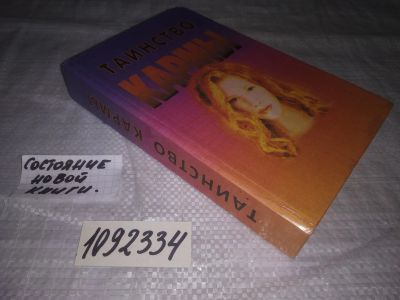 ТАИНСТВО
КАРМЫ
ТАИНСТВО КАРМЫ
СОСТОЯНИЕ
НОВОЙ
КНИГИ.
1092334